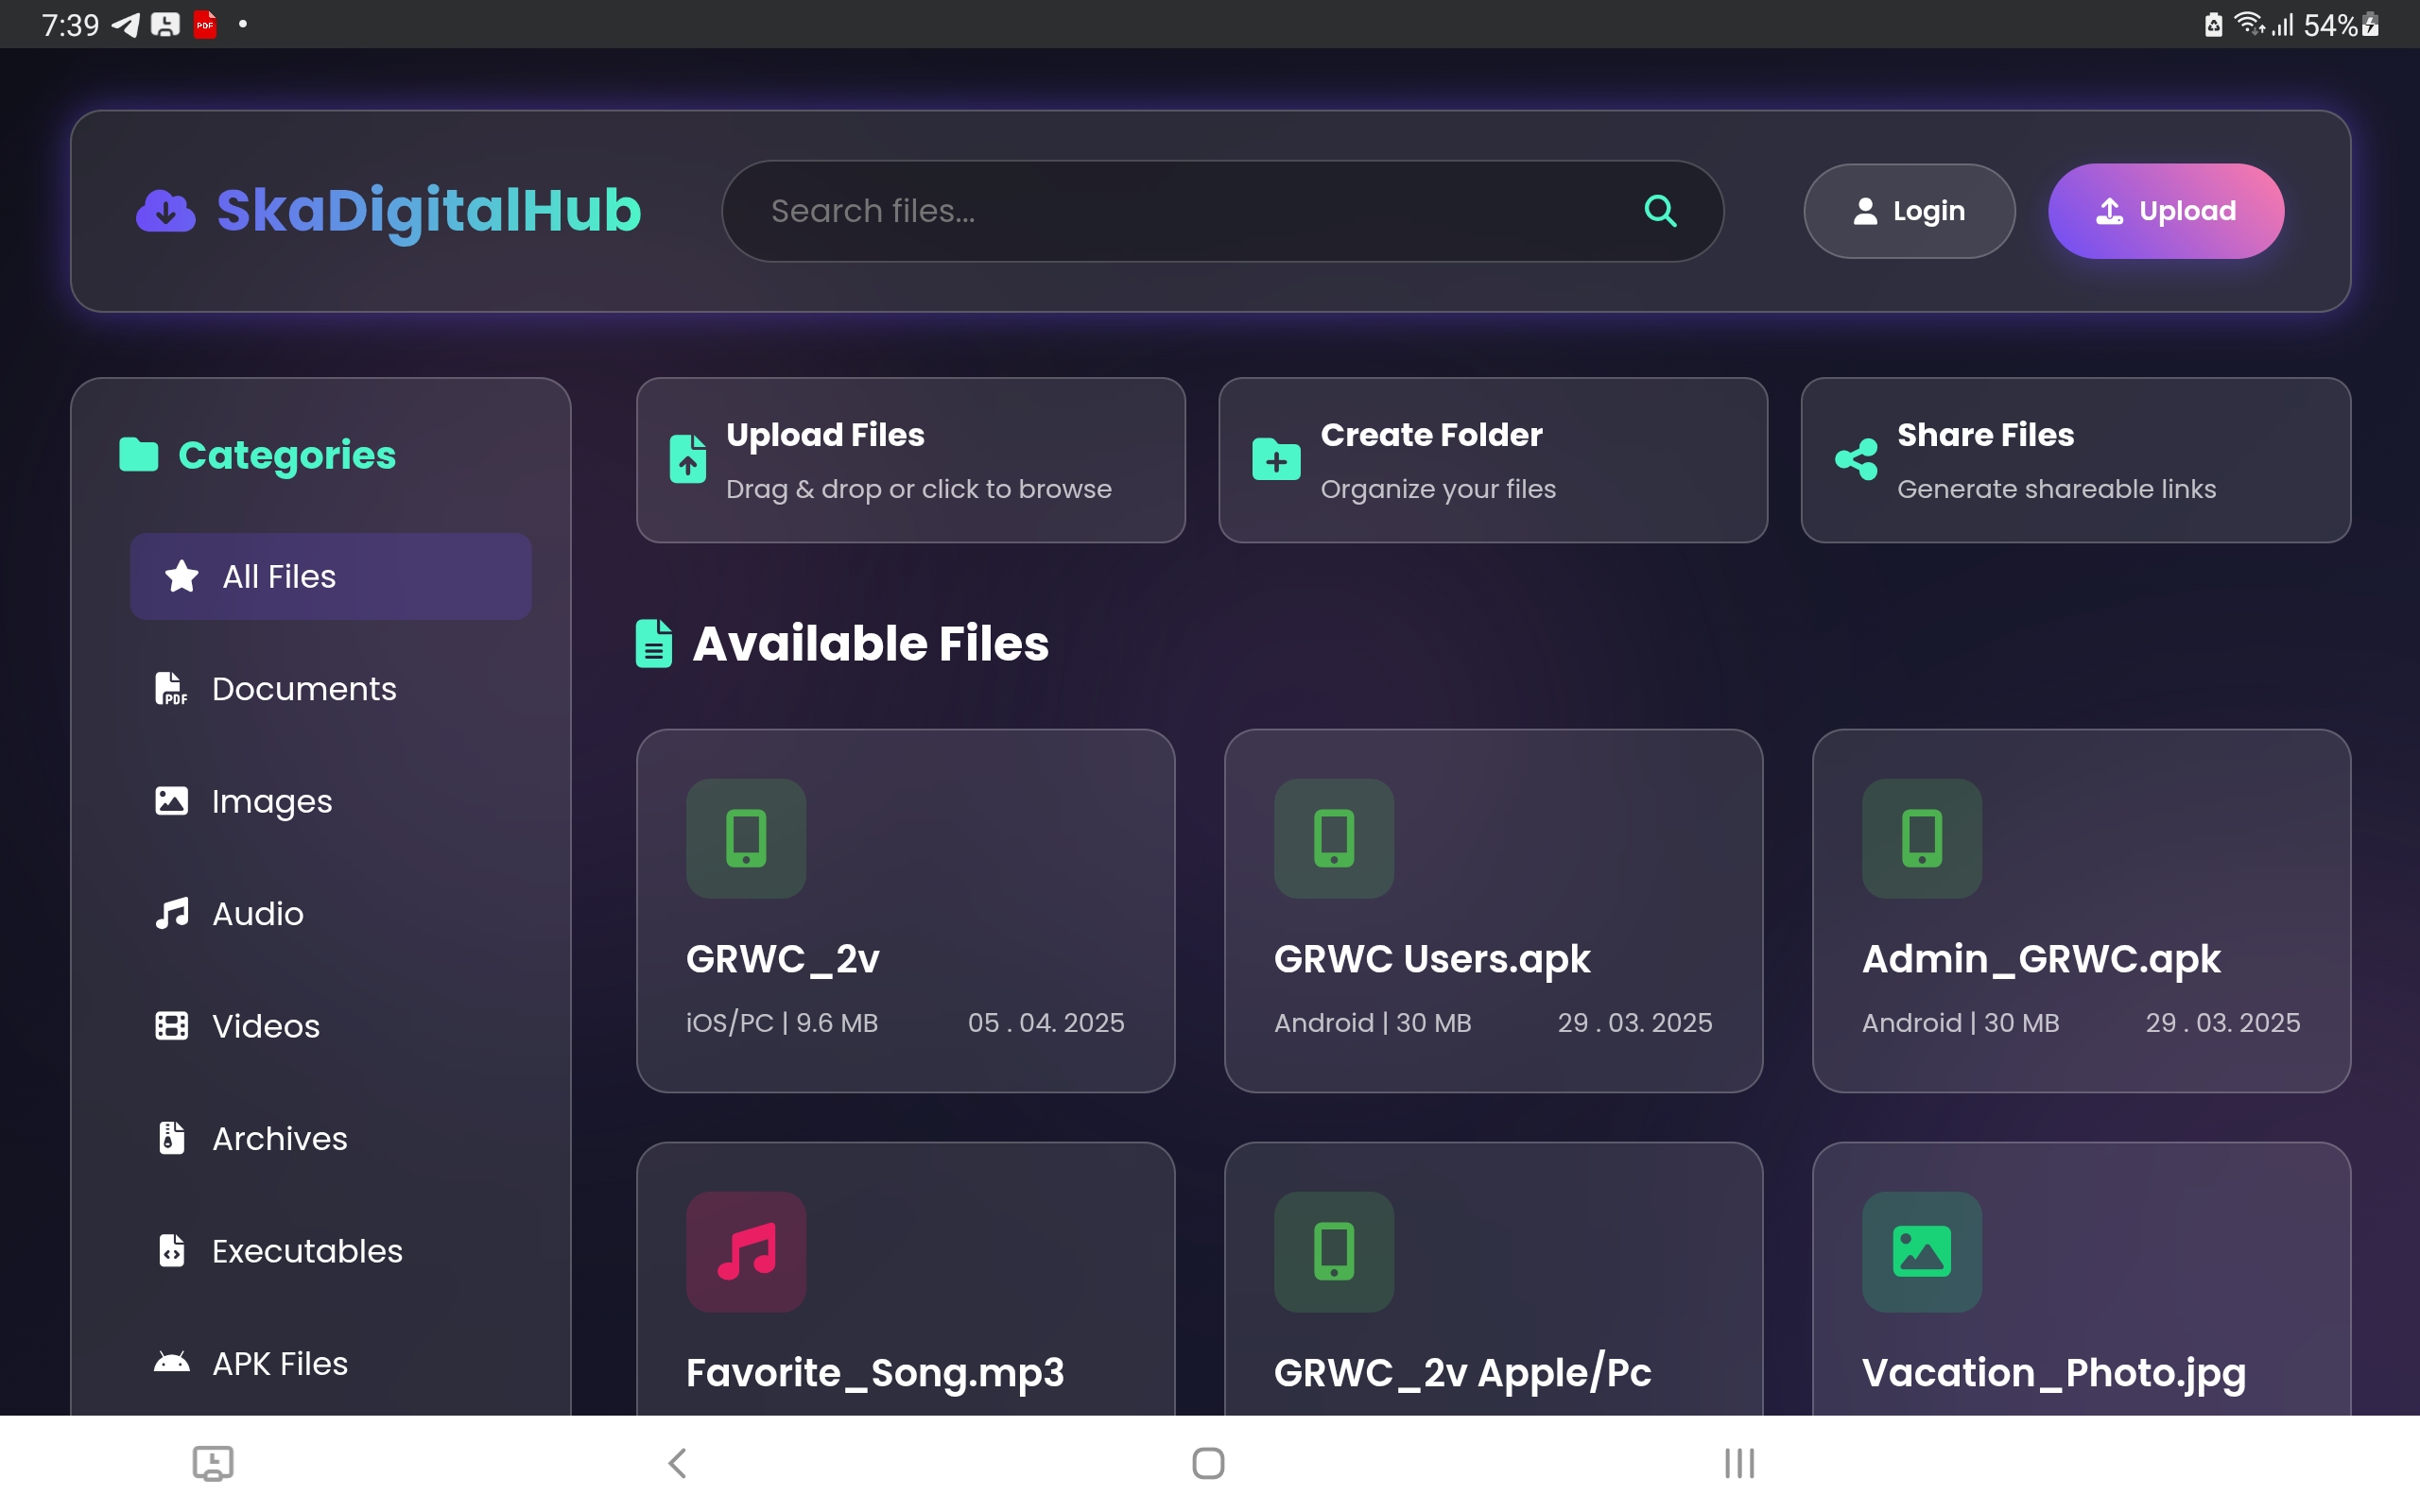 7:39
54%
SkaDigitalHub
Search files...
Login
Upload
Categories
All Files
Documents
Images
Audio
Videos
Archives
Executables
APK Files
Upload Files
Drag & drop or click to browse
Create Folder
Organize your files
Share Files
Generate shareable links
Available Files
GRWC_2v
iOS/PC | 9.6 MB
05 . 04. 2025
GRWC Users.apk
Android | 30 MB
29 . 03. 2025
Admin_GRWC.apk
Android | 30 MB
29 . 03. 2025
Favorite_Song.mp3
GRWC_2v Apple/Pc
Vacation_Photo.jpg